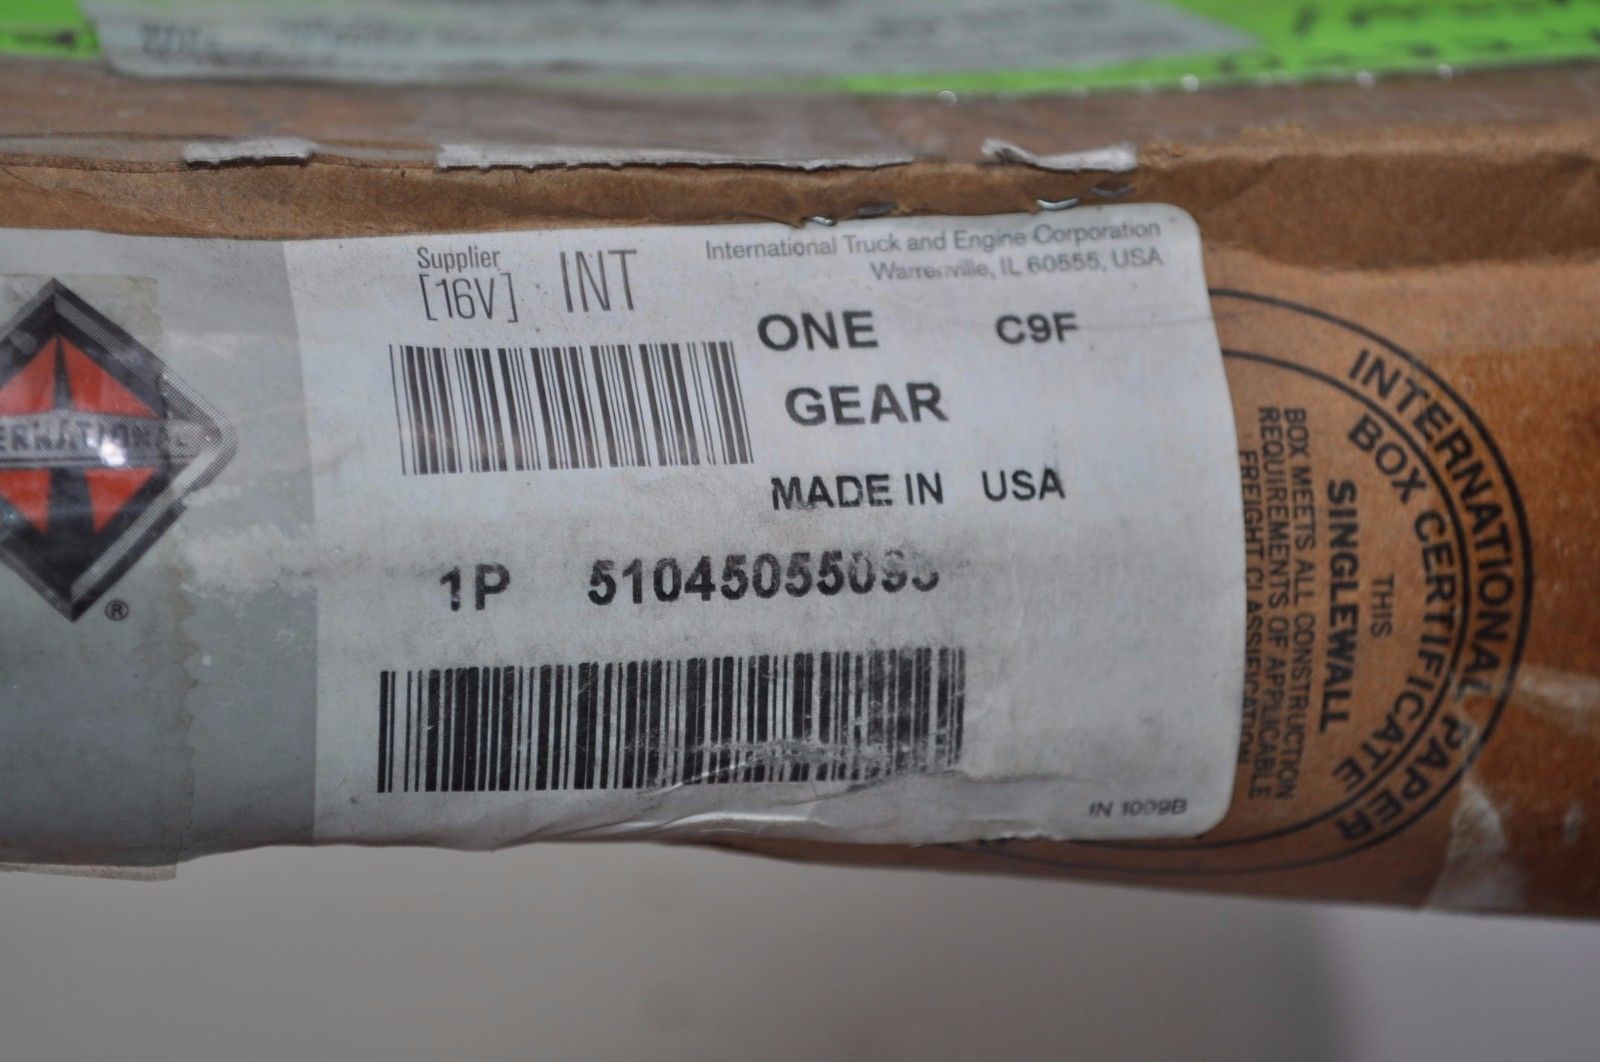 Supplier
[16V] INT
International Truck and Engine Corporation
Warrenville, IL 60555, USA
ONE C9F
GEAR
MADE IN USA
1P
®
IN 1009B
INTERNATIONAL PAPER
BOX CERTIFICATE
THIS
SINGLEWALL
BOX MEETS ALL CONSTRUCTION
REQUIREMENTS OF APPLICABLE
FREIGHT CLASSIFICATION